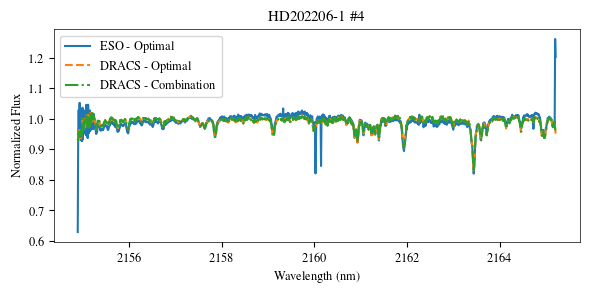 HD202206-1 #4
ESO - Optimal
DRACS - Optimal
DRACS - Combination
Normalized Flux
1.2
1.1
1.0
0.9
0.8
0.7
0.6
2156
2158
2160
2162
2164
Wavelength (nm)